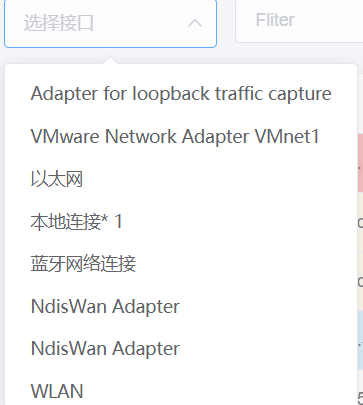 选择接口
Fliter
Adapter for loopback traffic capture
VMware Network Adapter VMnet1
以太网
本地连接* 1
蓝牙网络连接
NdisWan Adapter
NdisWan Adapter
WLAN